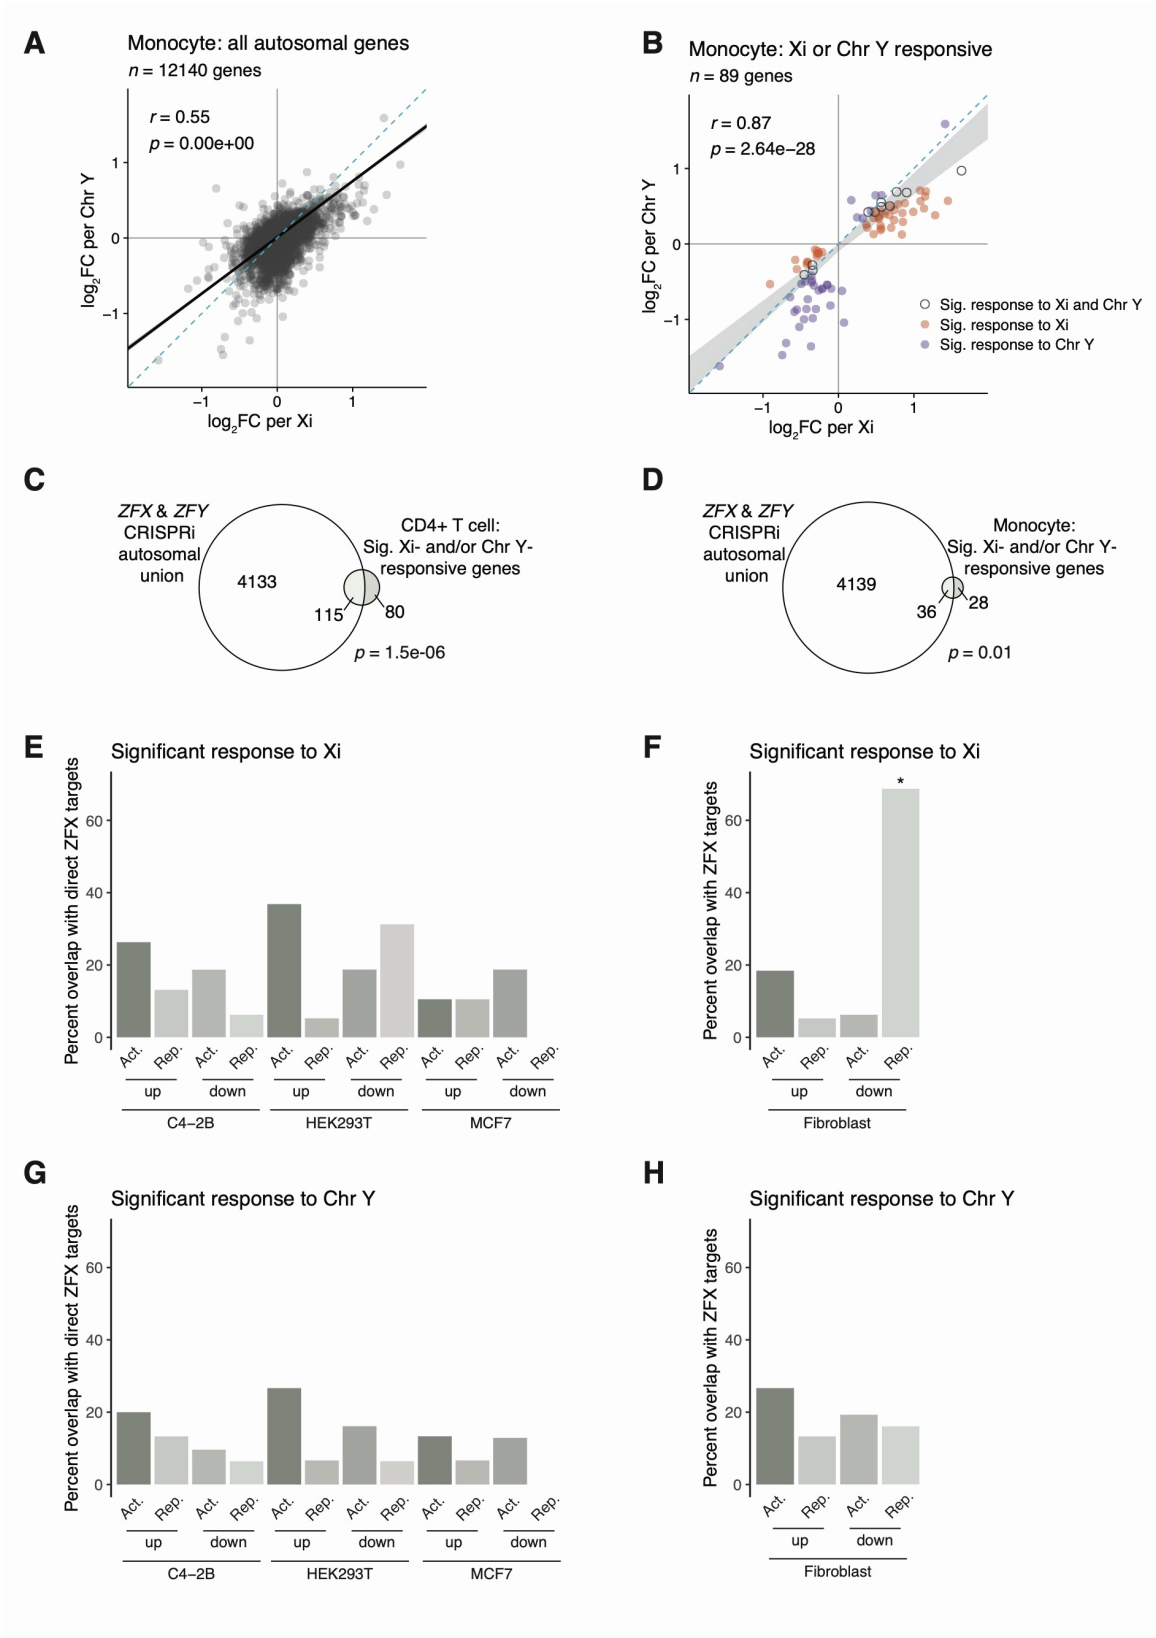 A
Monocyte: all autosomal genes
n = 12140 genes
r = 0.55
p = 0.00e+00
log2FC per Chr Y
1
0
−1
−1
0
1
log2FC per Xi
B
Monocyte: Xi or Chr Y responsive
n = 89 genes
r = 0.87
p = 2.64e−28
log2FC per Chr Y
1
0
−1
Sig. response to Xi and Chr Y
Sig. response to Xi
Sig. response to Chr Y
−1
0
1
log2FC per Xi
C
ZFX & ZFY
CRISPRi
autosomal
union
CD4+ T cell:
Sig. Xi- and/or Chr Y-
responsive genes
4133
115
80
p = 1.5e-06
D
ZFX & ZFY
CRISPRi
autosomal
union
Monocyte:
Sig. Xi- and/or Chr Y-
responsive genes
4139
36
28
p = 0.01
E
Significant response to Xi
Percent overlap with direct ZFX targets
60
40
20
0
Act. Rep. Act. Rep. Act. Rep. Act. Rep. Act. Rep. Act. Rep.
up down up down up down
C4−2B HEK293T MCF7
F
Significant response to Xi
Percent overlap with ZFX targets
60
40
20
0
*
Act. Rep. Act. Rep.
up down
Fibroblast
G
Significant response to Chr Y
Percent overlap with direct ZFX targets
60
40
20
0
Act. Rep. Act. Rep. Act. Rep. Act. Rep. Act. Rep. Act. Rep.
up down up down up down
C4−2B HEK293T MCF7
H
Significant response to Chr Y
Percent overlap with ZFX targets
60
40
20
0
Act. Rep. Act. Rep.
up down
Fibroblast